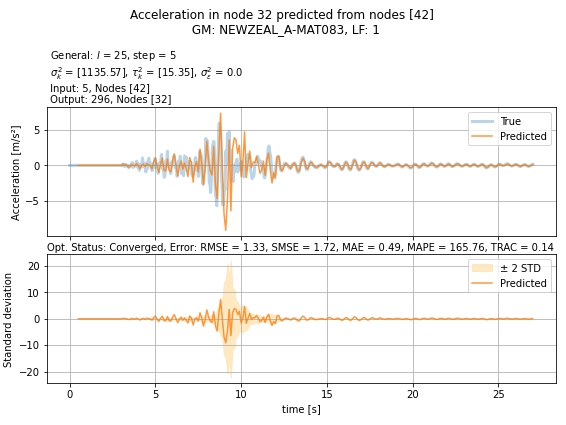 Acceleration in node 32 predicted from nodes [42]
GM: NEWZEAL_A-MAT083, LF: 1
General: l = 25, step = 5
σ²ₖ = [1135.57], τ²ₖ = [15.35], σ²ε = 0.0
Input: 5, Nodes [42]
Output: 296, Nodes [32]
True
Predicted
5
0
−5
Acceleration [m/s²]
Opt. Status: Converged, Error: RMSE = 1.33, SMSE = 1.72, MAE = 0.49, MAPE = 165.76, TRAC = 0.14
± 2 STD
Predicted
20
10
0
−10
−20
Standard deviation
0 5 10 15 20 25
time [s]